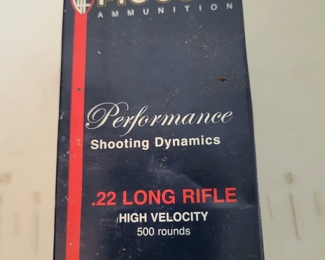 AMMUNITION
Performance
Shooting Dynamics
.22 LONG RIFLE
HIGH VELOCITY
500 rounds